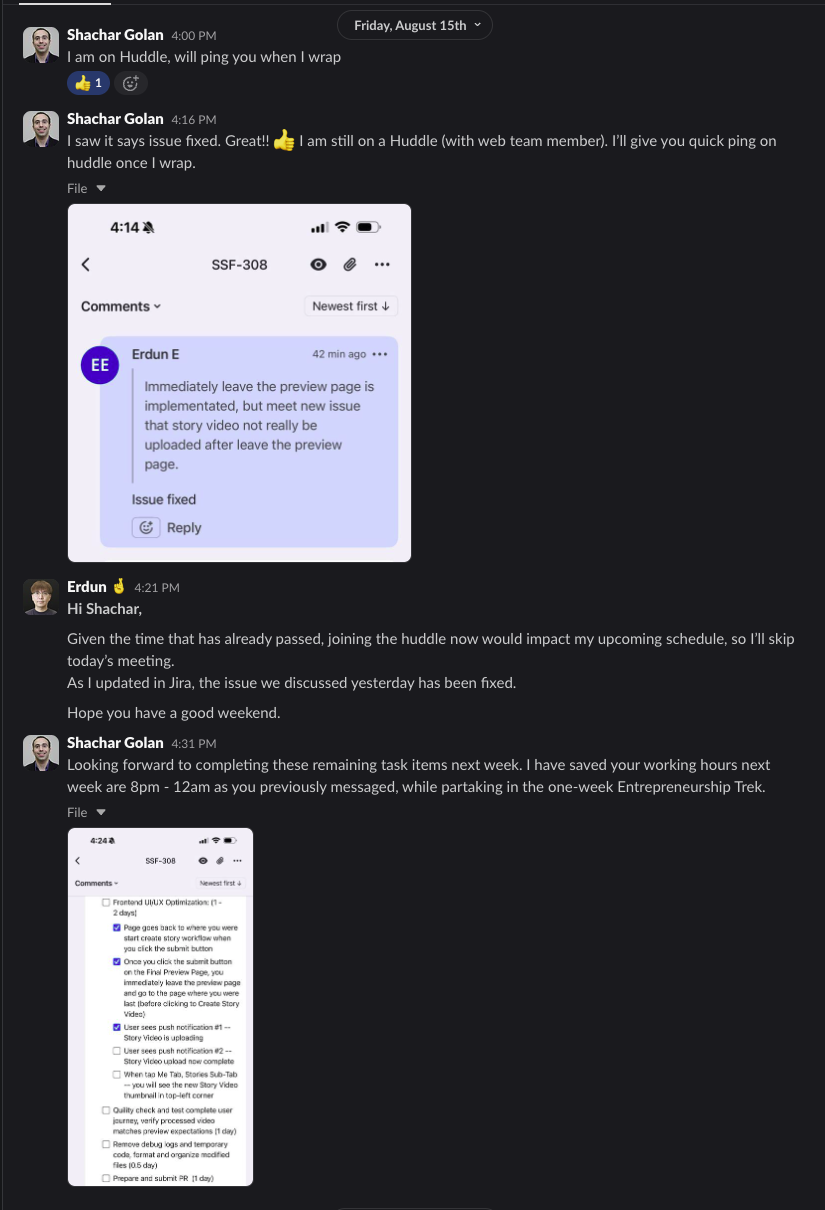 Friday, August 15th
Shachar Golan 4:00 PM
I am on Huddle, will ping you when I wrap
1
Shachar Golan 4:16 PM
I saw it says issue fixed. Great!! 👍 I am still on a Huddle (with web team member). I'll give you quick ping on
huddle once I wrap.
File
4:14
SSF-308
Comments
Newest first ↓
EE
Erdun E
42 min ago
Immediately leave the preview page is
implementated, but meet new issue
that story video not really be
uploaded after leave the preview
page.
Issue fixed
Reply
Erdun 🤞 4:21 PM
Hi Shachar,
Given the time that has already passed, joining the huddle now would impact my upcoming schedule, so I'll skip
today's meeting.
As I updated in Jira, the issue we discussed yesterday has been fixed.
Hope you have a good weekend.
Shachar Golan 4:31 PM
Looking forward to completing these remaining task items next week. I have saved your working hours next
week are 8pm - 12am as you previously messaged, while partaking in the one-week Entrepreneurship Trek.
File
4:24
SSF-308
Comments
Newest first ↓
Frontend UI/UX Optimization: (1 -
2 days)
Page goes back to where you were
start create story workflow when
you click the submit button
Once you click the submit button
on the Final Preview Page, you
immediately leave the preview page
and go to the page where you were
last (before clicking to Create Story
Video)
User sees push notification #1 --
Story Video is uploading
User sees push notification #2 --
Story Video upload now complete
When tap Me Tab, Stories Sub-Tab
-- you will see the new Story Video
thumbnail in top-left corner
Quility check and test complete user
journey, verify processed video
matches preview expectations (1 day)
Remove debug logs and temporary
code, format and organize modified
files (0.5 day)
Prepare and submit PR (1 day)